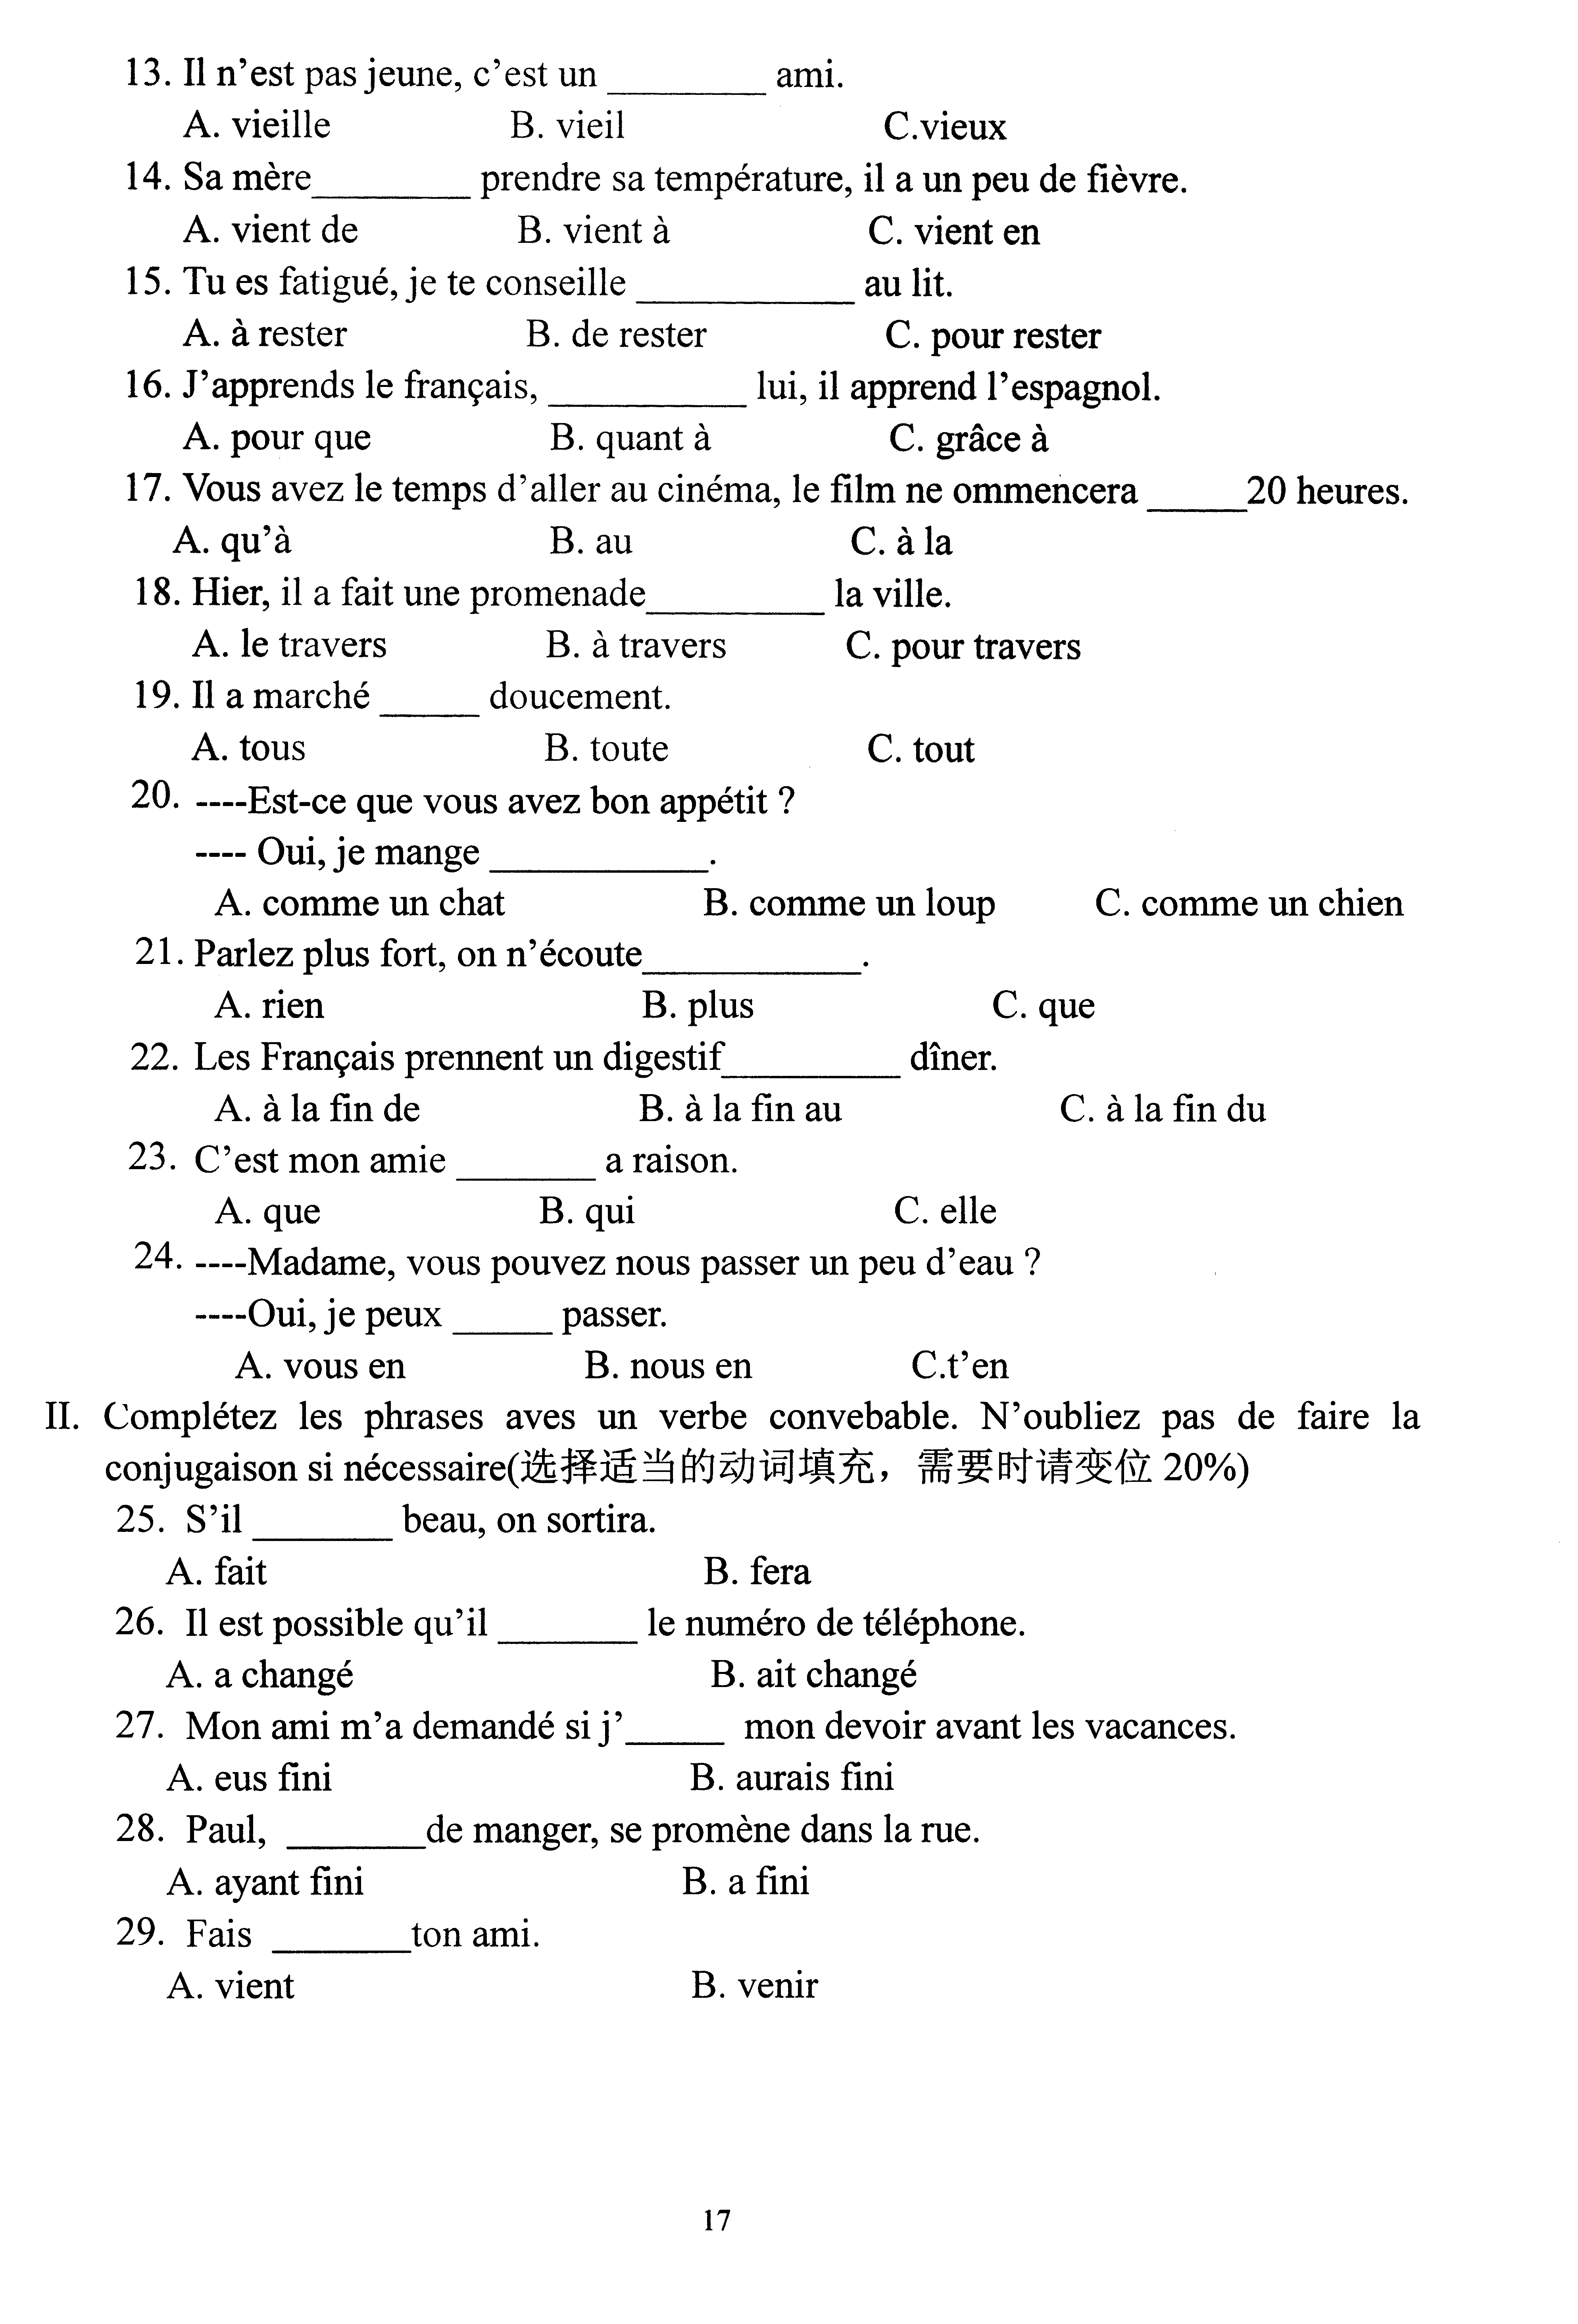 13. Il n'est pas jeune, c'est un ________ ami.
A. vieille B. vieil C.vieux
14. Sa mère________ prendre sa température, il a un peu de fièvre.
A. vient de B. vient à C. vient en
15. Tu es fatigué, je te conseille ___________ au lit.
A. à rester B. de rester C. pour rester
16. J'apprends le français, __________ lui, il apprend l'espagnol.
A. pour que B. quant à C. grâce à
17. Vous avez le temps d'aller au cinéma, le film ne ommencera _____20 heures.
A. qu'à B. au C. à la
18. Hier, il a fait une promenade_________ la ville.
A. le travers B. à travers C. pour travers
19. Il a marché _____ doucement.
A. tous B. toute C. tout
20. ----Est-ce que vous avez bon appétit ?
---- Oui, je mange ___________.
A. comme un chat B. comme un loup C. comme un chien
21. Parlez plus fort, on n'écoute___________.
A. rien B. plus C. que
22. Les Français prennent un digestif_________ dîner.
A. à la fin de B. à la fin au C. à la fin du
23. C'est mon amie _______ a raison.
A. que B. qui C. elle
24. ----Madame, vous pouvez nous passer un peu d'eau ?
----Oui, je peux _____ passer.
A. vous en B. nous en C.t'en
II. Complétez les phrases aves un verbe convebable. N'oubliez pas de faire la
conjugaison si nécessaire(选择适当的动词填充，需要时请变位 20%)
25. S'il _______ beau, on sortira.
A. fait B. fera
26. Il est possible qu'il _______ le numéro de téléphone.
A. a changé B. ait changé
27. Mon ami m'a demandé si j'_____ mon devoir avant les vacances.
A. eus fini B. aurais fini
28. Paul, _______de manger, se promène dans la rue.
A. ayant fini B. a fini
29. Fais _______ton ami.
A. vient B. venir
17